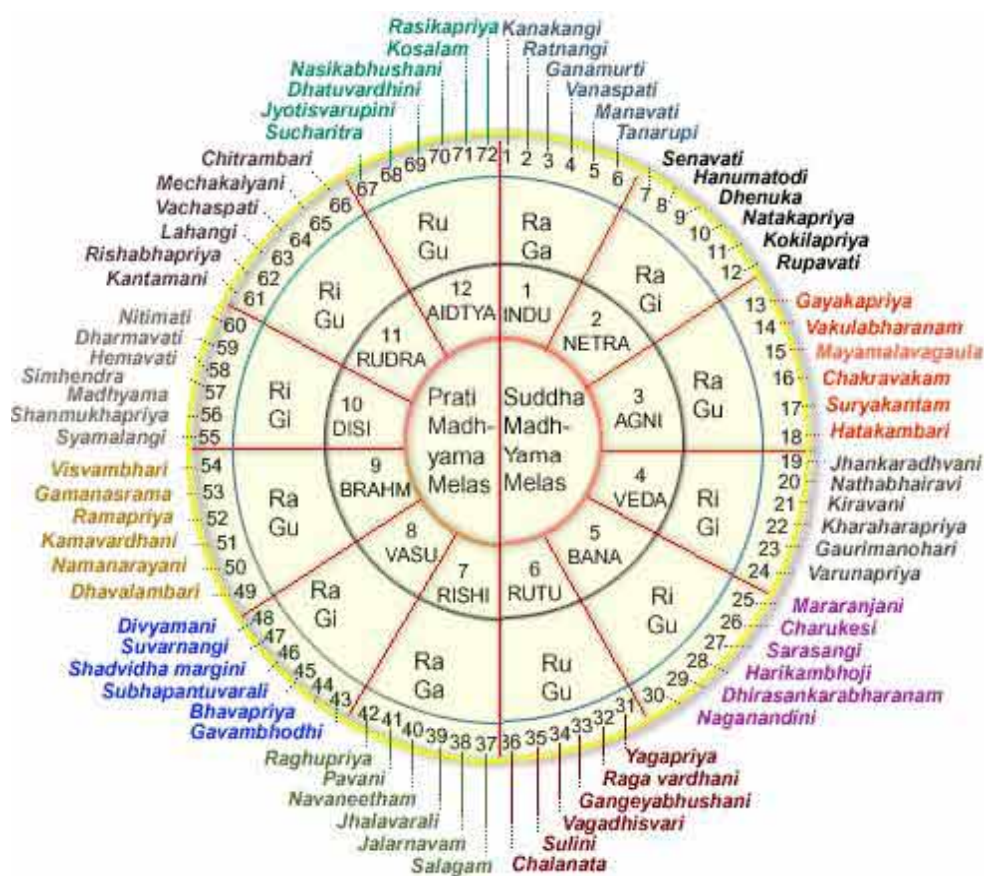 Rasikapriya
Kosalam
Nasikabhushani
Dhatuvardhini
Jyotisvarupini
Sucharitra
Kanakangi
Ratnangi
Ganamurti
Vanaspati
Manavati
Tanarupi
Senavati
Hanumatodi
Dhenuka
Natakapriya
Kokilapriya
Rupavati
Gayakapriya
Vakulabharanam
Mayamalavagaula
Chakravakam
Suryakantam
Hatakambari
Jhankaradhvani
Nathabhairavi
Kiravani
Kharaharapriya
Gaurimanohari
Varunapriya
Mararanjani
Charukesi
Sarasangi
Harikambhoji
Dhirasankarabharanam
Naganandini
Yagapriya
Raga vardhani
Gangeyabhushani
Vagadhisvari
Sulini
Chalanata
Salagam
Jalarnavam
Jhalavarali
Navaneetham
Pavani
Raghupriya
Gavambhodhi
Bhavapriya
Subhapantuvarali
Shadvidha margini
Suvarnangi
Divyamani
Dhavalambari
Namanarayani
Kamavardhani
Ramapriya
Gamanasrama
Visvambhari
Syamalangi
Shanmukhapriya
Simhendra
Madhyama
Hemavati
Dharmavati
Nitimati
Kantamani
Rishabhapriya
Lahangi
Vachaspati
Mechakalyani
Chitrambari
1
2
3
4
5
6
7
8
9
10
11
12
13
14
15
16
17
18
19
20
21
22
23
24
25
26
27
28
29
30
31
32
33
34
35
36
37
38
39
40
41
42
43
44
45
46
47
48
49
50
51
52
53
54
55
56
57
58
59
60
61
62
63
64
65
66
67
68
69
70
71
72
Ra
Ga
Ra
Gi
Ra
Gu
Ri
Gi
Ri
Gu
Ru
Gu
Ra
Ga
Ra
Gi
Ra
Gu
Ri
Gi
Ri
Gu
Ru
Gu
1
INDU
2
NETRA
3
AGNI
4
VEDA
5
BANA
6
RUTU
7
RISHI
8
VASU
9
BRAHM
10
DISI
11
RUDRA
12
AIDTYA
Prati
Madh-
yama
Melas
Suddha
Madh-
Yama
Melas